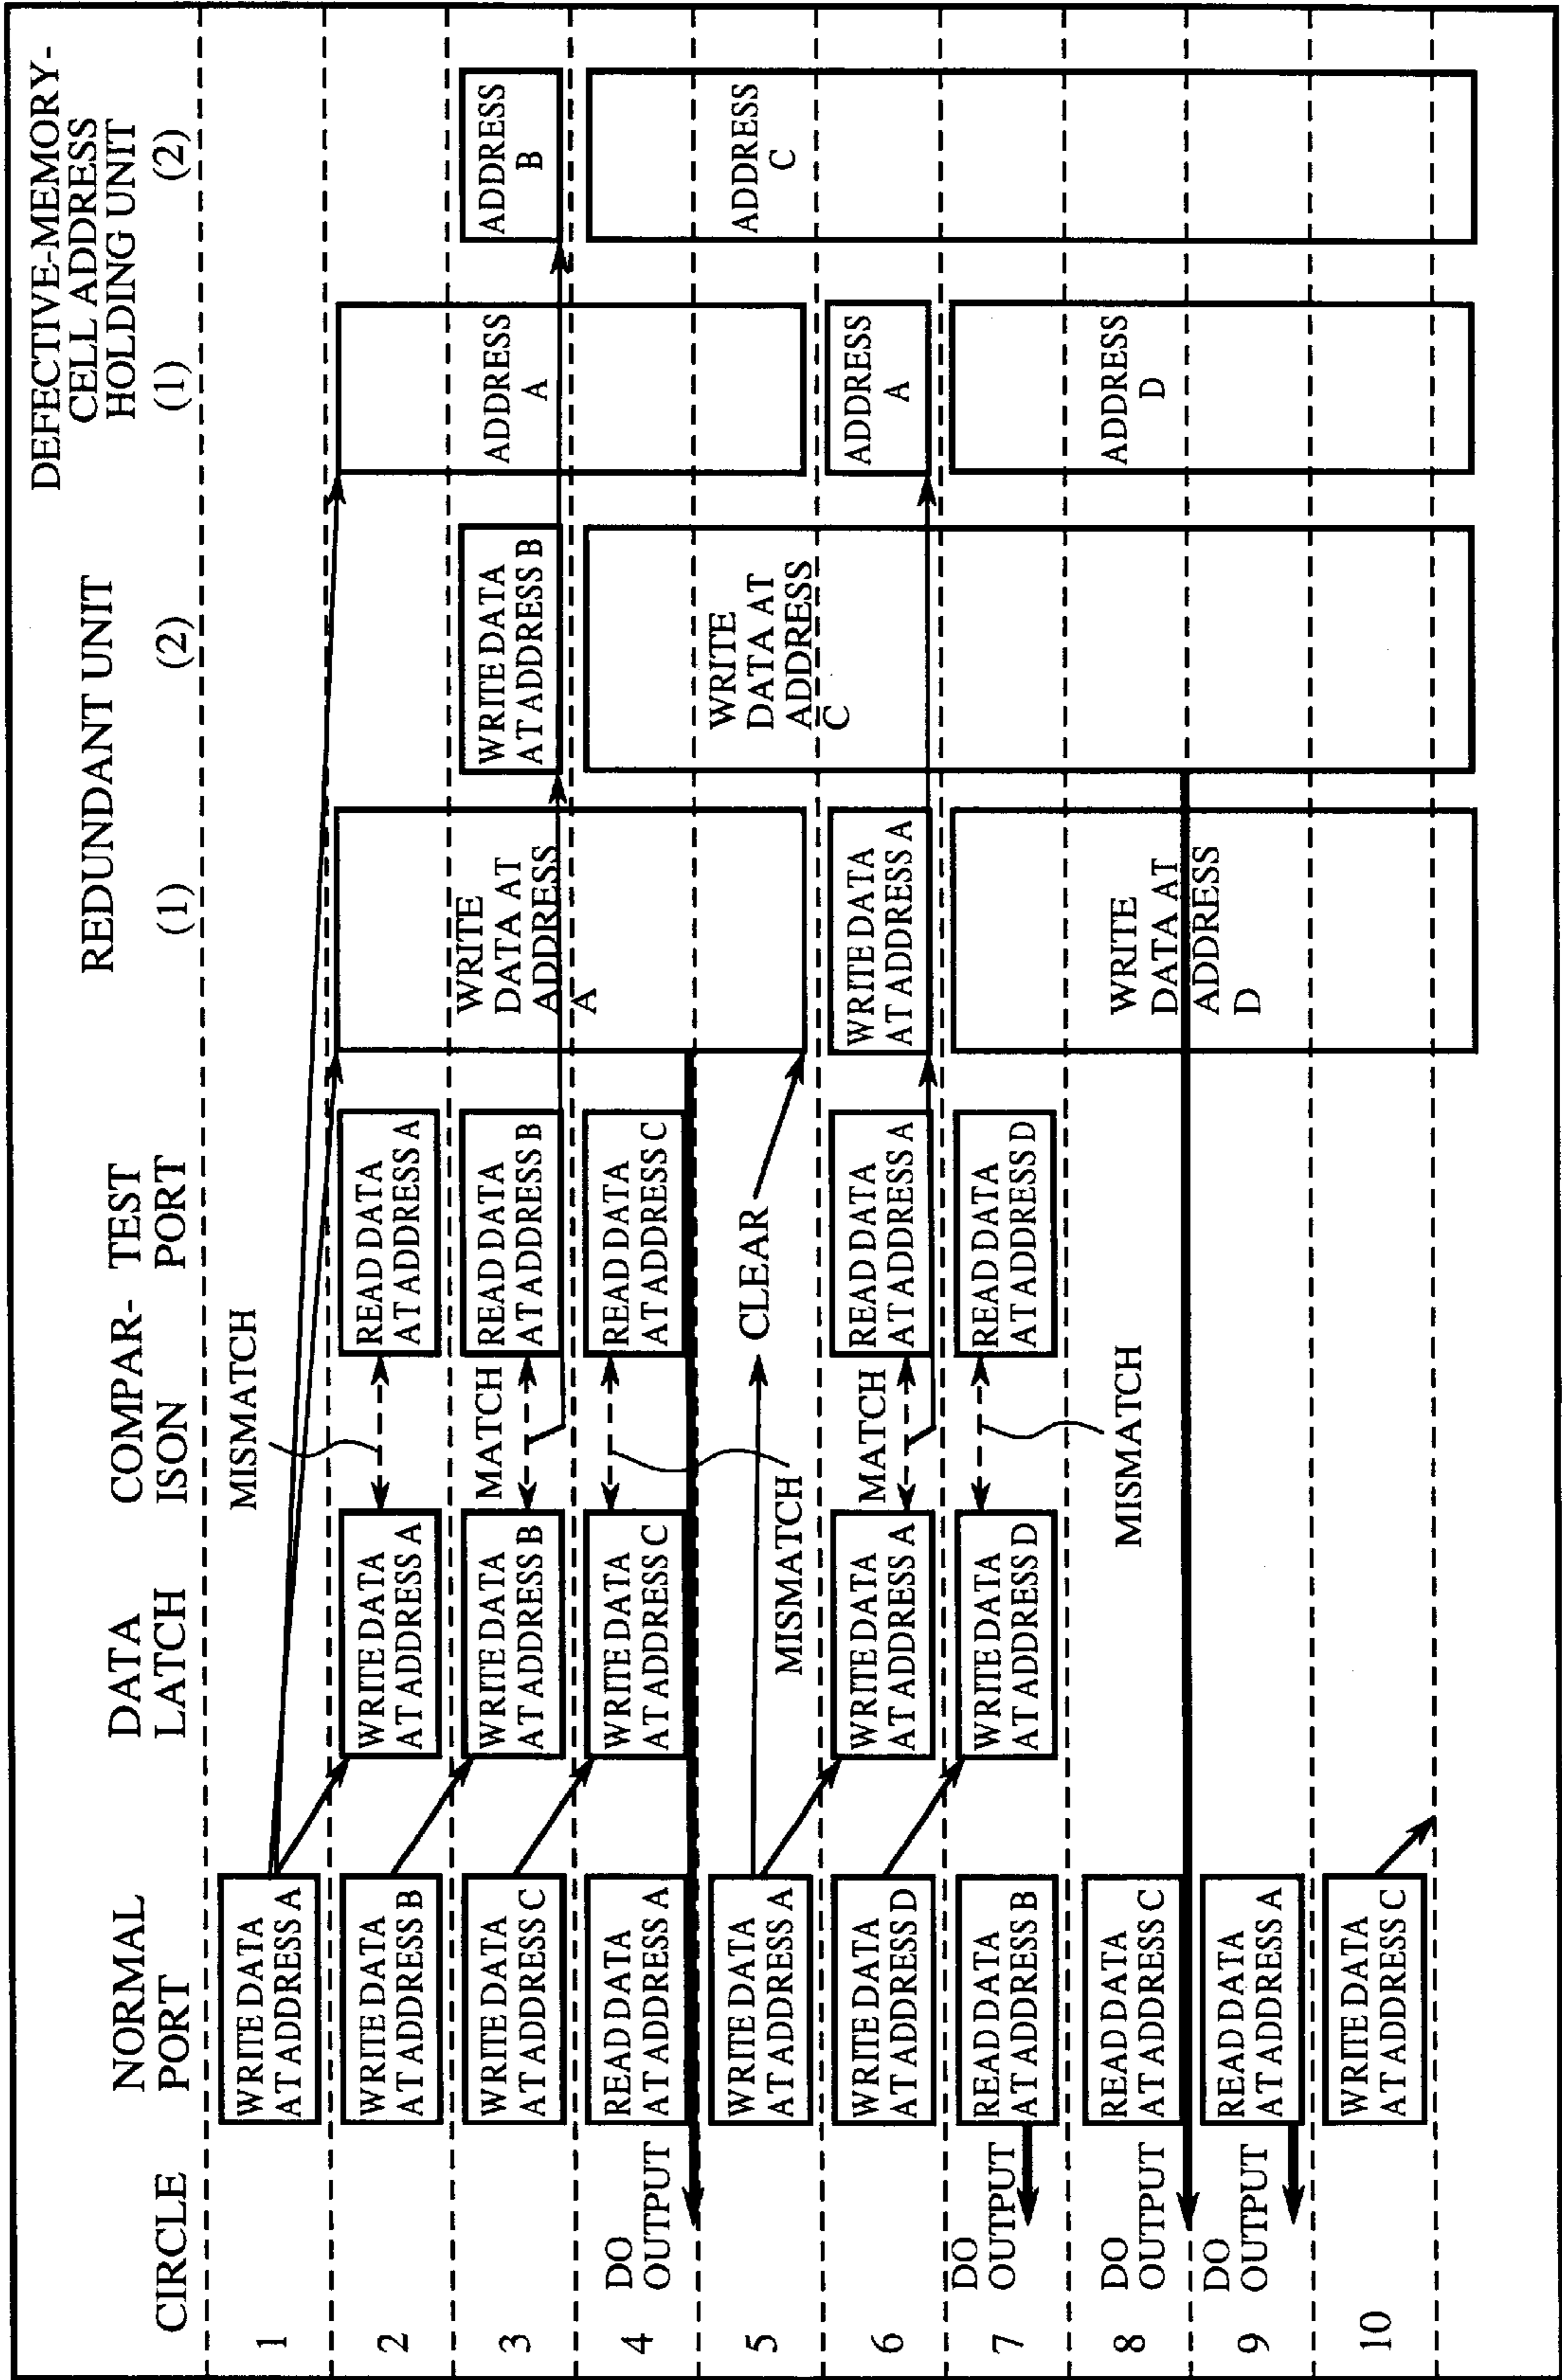 CIRCLE
NORMAL
PORT
DATA
LATCH
COMPAR-
ISON
TEST
PORT
REDUNDANT UNIT
(1)
(2)
DEFECTIVE-MEMORY-
CELL ADDRESS
HOLDING UNIT
(1)
(2)
1
WRITE DATA
AT ADDRESS A
MISMATCH
2
WRITE DATA
AT ADDRESS B
WRITE DATA
AT ADDRESS A
READ DATA
AT ADDRESS A
WRITE
DATA AT
ADDRESS
A
ADDRESS
A
3
WRITE DATA
AT ADDRESS C
WRITE DATA
AT ADDRESS B
MATCH
READ DATA
AT ADDRESS B
WRITE DATA
AT ADDRESS B
ADDRESS
B
4
DO
OUTPUT
READ DATA
AT ADDRESS A
WRITE DATA
AT ADDRESS C
READ DATA
AT ADDRESS C
WRITE
DATA AT
ADDRESS
C
ADDRESS
C
5
WRITE DATA
AT ADDRESS A
MISMATCH
CLEAR
6
WRITE DATA
AT ADDRESS D
WRITE DATA
AT ADDRESS A
MATCH
READ DATA
AT ADDRESS A
WRITE DATA
AT ADDRESS A
ADDRESS
A
7
DO
OUTPUT
READ DATA
AT ADDRESS B
WRITE DATA
AT ADDRESS D
READ DATA
AT ADDRESS D
WRITE
DATA AT
ADDRESS
D
ADDRESS
D
8
DO
OUTPUT
READ DATA
AT ADDRESS C
MISMATCH
9
DO
OUTPUT
READ DATA
AT ADDRESS A
10
WRITE DATA
AT ADDRESS C